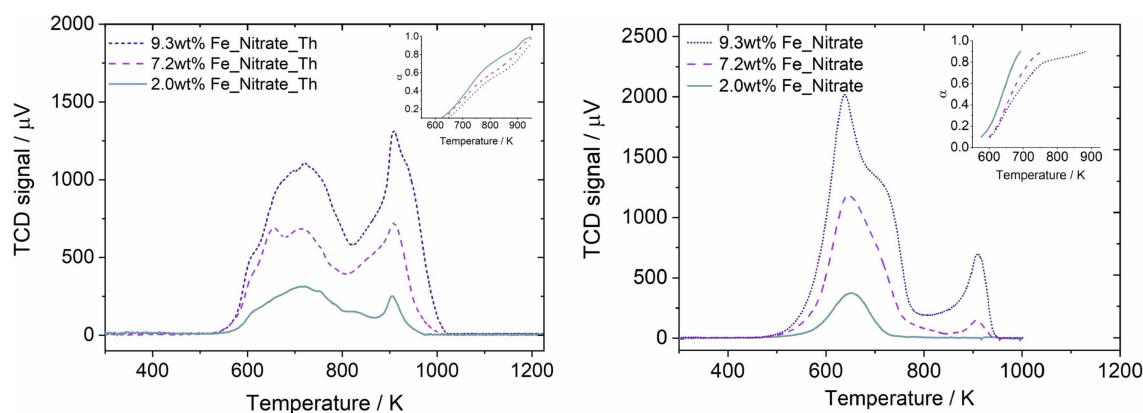 2000
1500
1000
500
0
TCD signal / µV
9.3wt% Fe_Nitrate_Th
7.2wt% Fe_Nitrate_Th
2.0wt% Fe_Nitrate_Th
1.0
0.8
0.6
0.4
0.2
α
600 700 800 900
Temperature / K
400 600 800 1000 1200
Temperature / K
2500
2000
1500
1000
500
0
TCD signal / µV
9.3wt% Fe_Nitrate
7.2wt% Fe_Nitrate
2.0wt% Fe_Nitrate
1.0
0.8
0.6
0.4
0.2
0.0
α
600 700 800 900
Temperature / K
400 600 800 1000 1200
Temperature / K